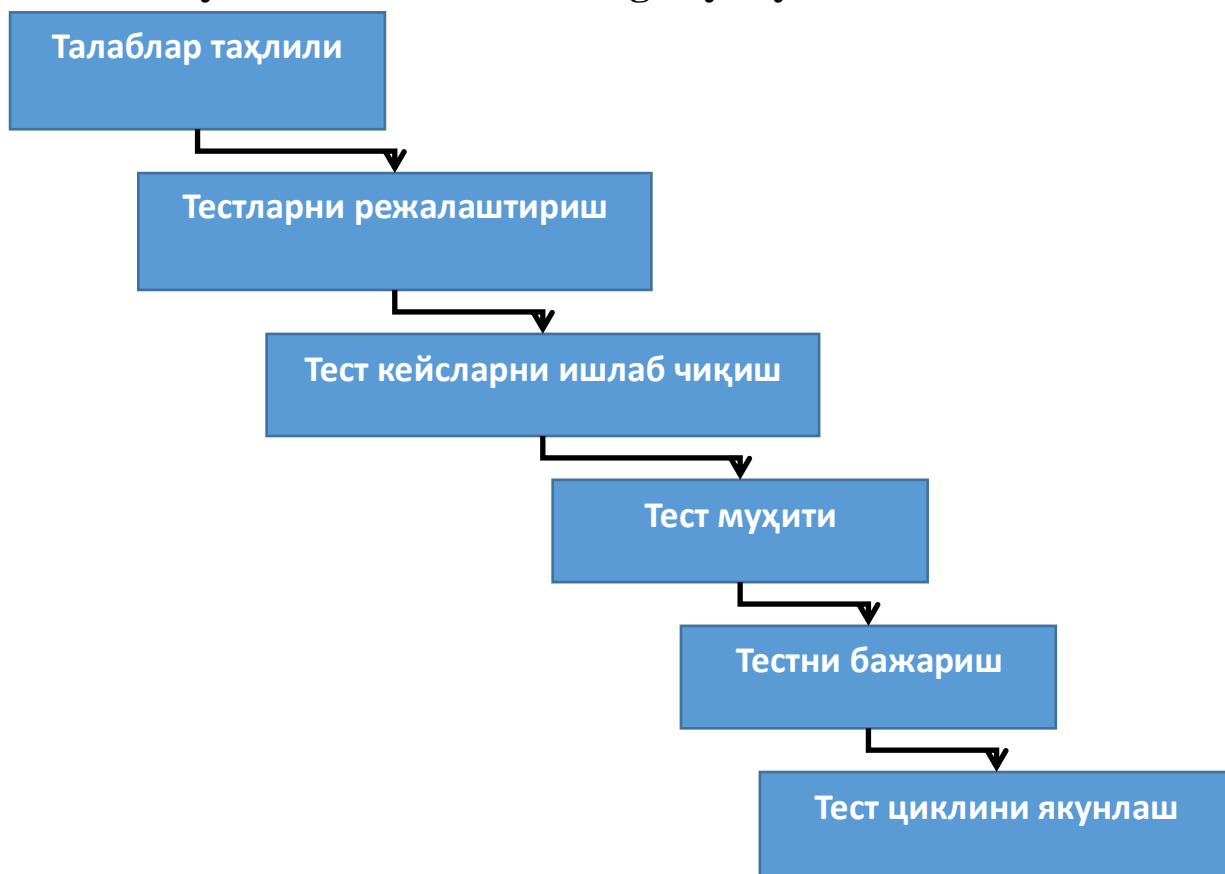 Талаблар таҳлили
Тестларни режалаштириш
Тест кейсларни ишлаб чиқиш
Тест муҳити
Тестни бажариш
Тест циклини якунлаш